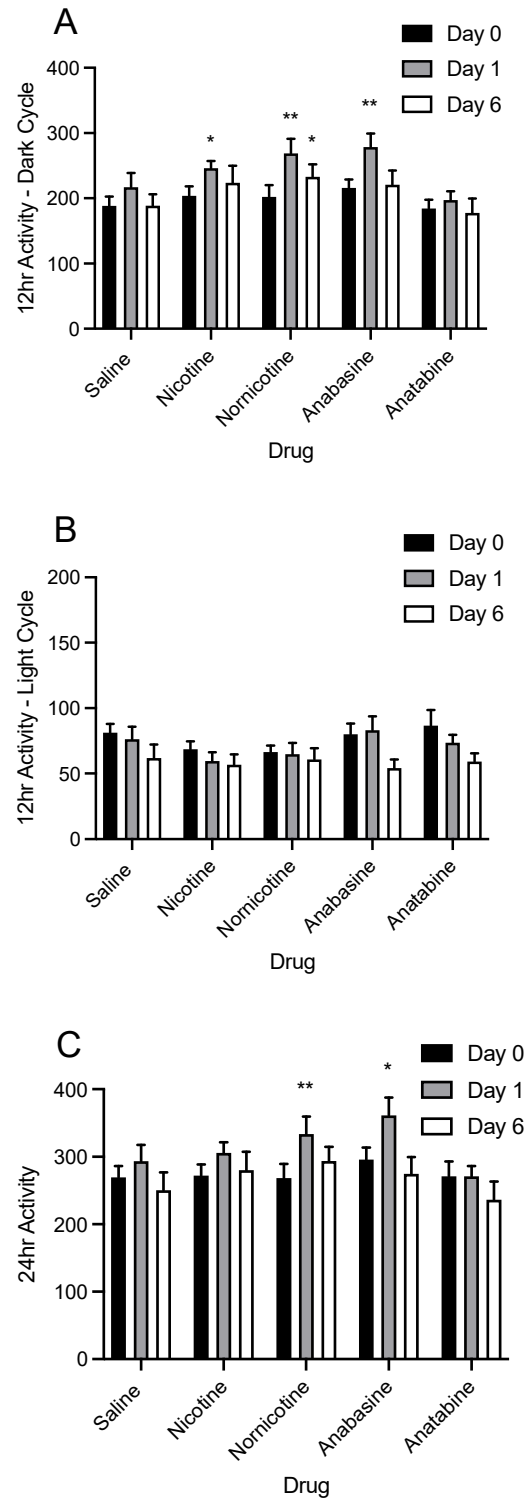 A
Day 0
Day 1
Day 6
12hr Activity - Dark Cycle
400
300
200
100
0
*
**
*
**
Saline
Nicotine
Nornicotine
Anabasine
Anatabine
Drug
B
Day 0
Day 1
Day 6
12hr Activity - Light Cycle
200
150
100
50
0
Saline
Nicotine
Nornicotine
Anabasine
Anatabine
Drug
C
Day 0
Day 1
Day 6
24hr Activity
400
300
200
100
0
**
*
Saline
Nicotine
Nornicotine
Anabasine
Anatabine
Drug